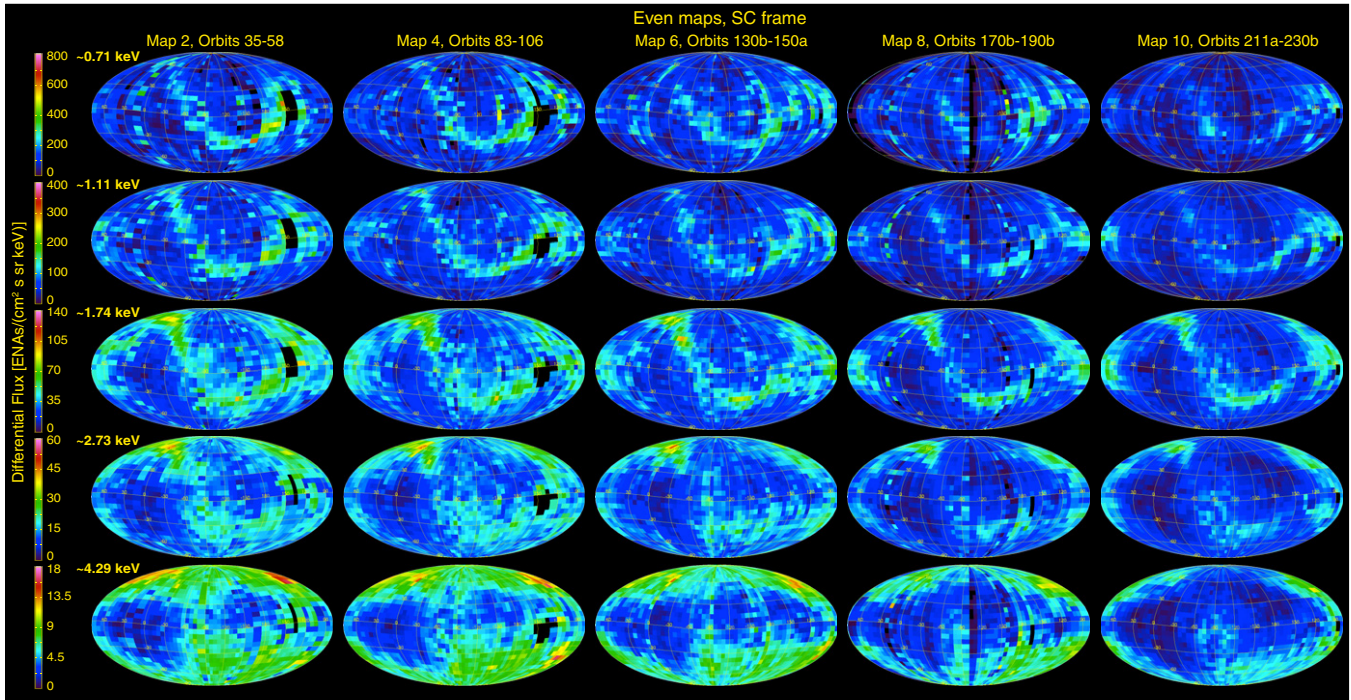 Even maps, SC frame
Map 2, Orbits 35-58
Map 4, Orbits 83-106
Map 6, Orbits 130b-150a
Map 8, Orbits 170b-190b
Map 10, Orbits 211a-230b
Differential Flux [ENAs/(cm² s sr keV)]
~0.71 keV
800
600
400
200
0
~1.11 keV
400
300
200
100
0
~1.74 keV
140
105
70
35
0
~2.73 keV
60
45
30
15
0
~4.29 keV
18
13.5
9
4.5
0